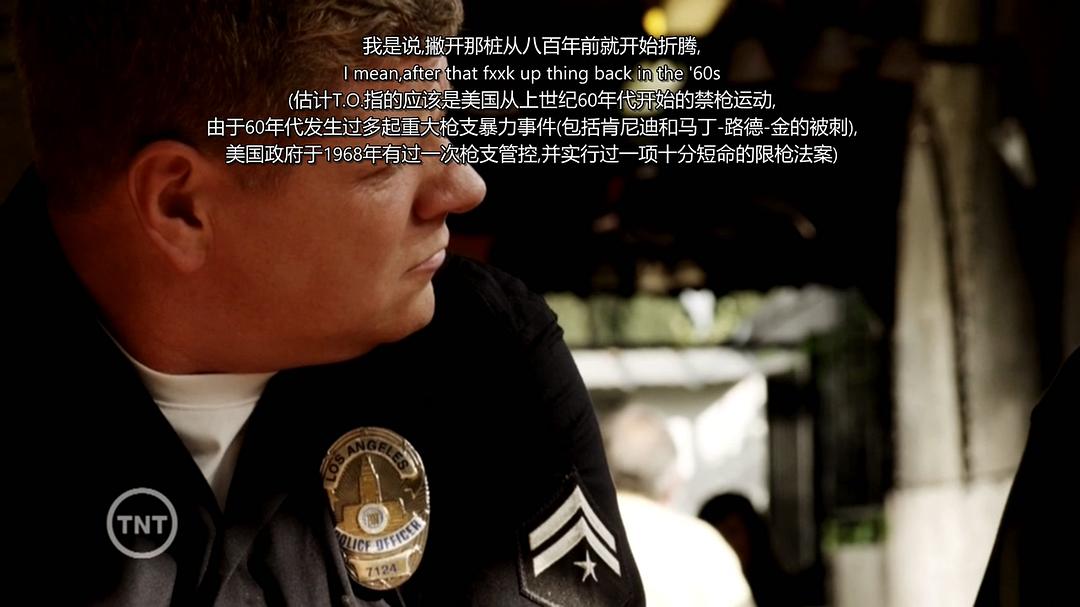 我是说,撇开那桩从八百年前就开始折腾,
I mean,after that fxxk up thing back in the '60s
(估计T.O.指的应该是美国从上世纪60年代开始的禁枪运动,
由于60年代发生过多起重大枪支暴力事件(包括肯尼迪和马丁-路德-金的被刺),
美国政府于1968年有过一次枪支管控,并实行过一项十分短命的限枪法案)
LOS ANGELES
POLICE OFFICER
7124
TNT